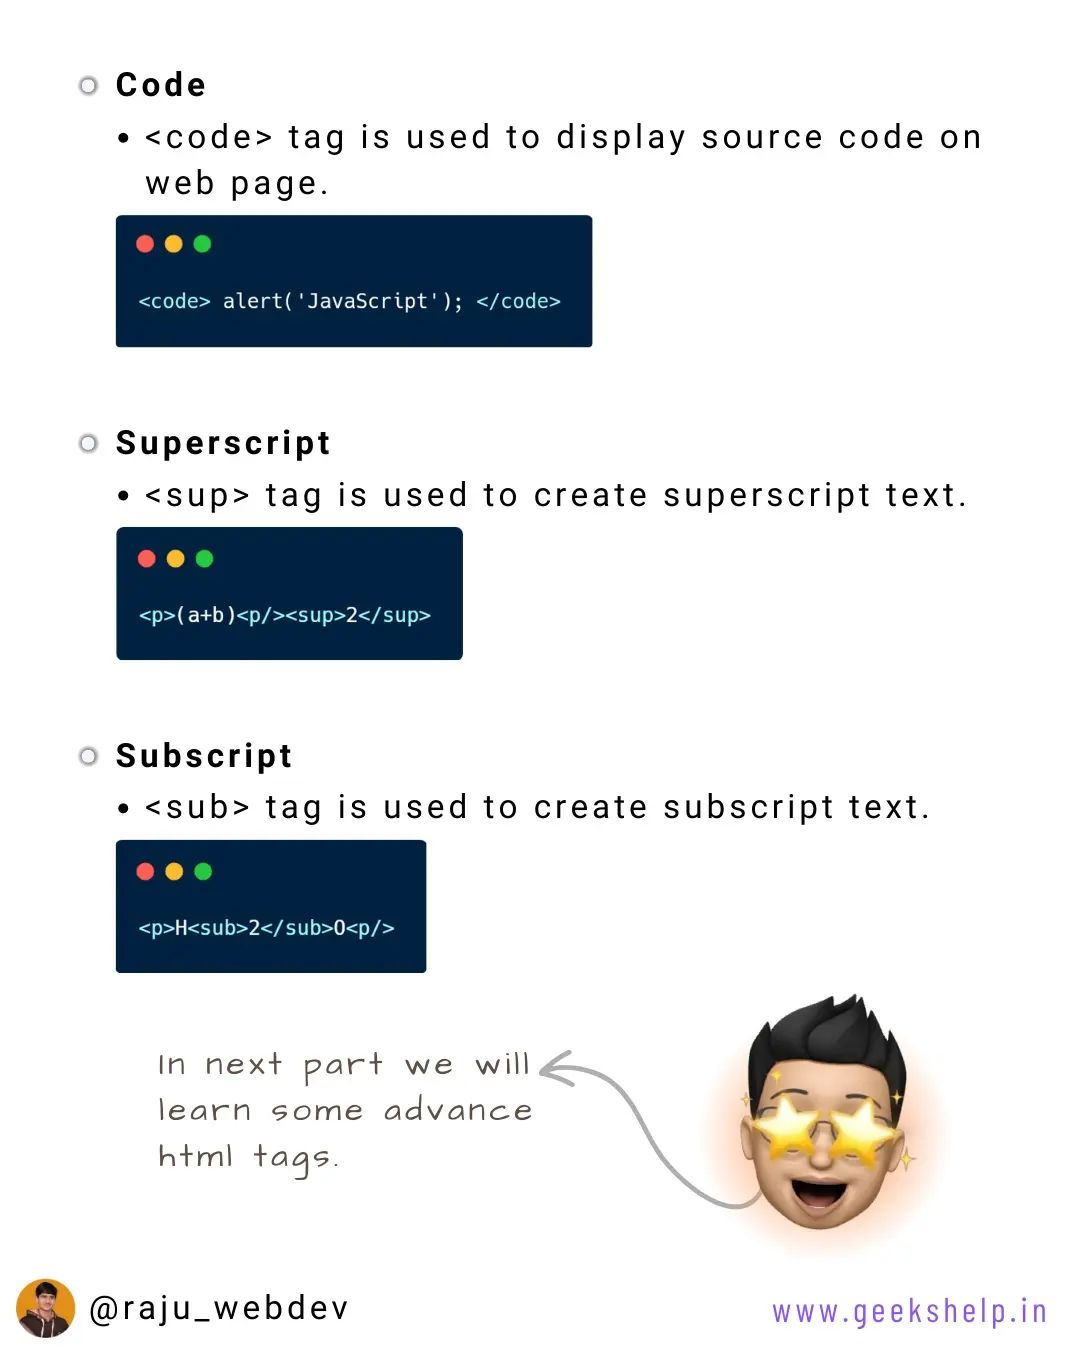 Code
• <code> tag is used to display source code on
web page.
<code> alert('JavaScript'); </code>
Superscript
• <sup> tag is used to create superscript text.
<p>(a+b)<p/><sup>2</sup>
Subscript
• <sub> tag is used to create subscript text.
<p>H<sub>2</sub>O<p/>
In next part we will
learn some advance
html tags.
@raju_webdev
www.geekshelp.in